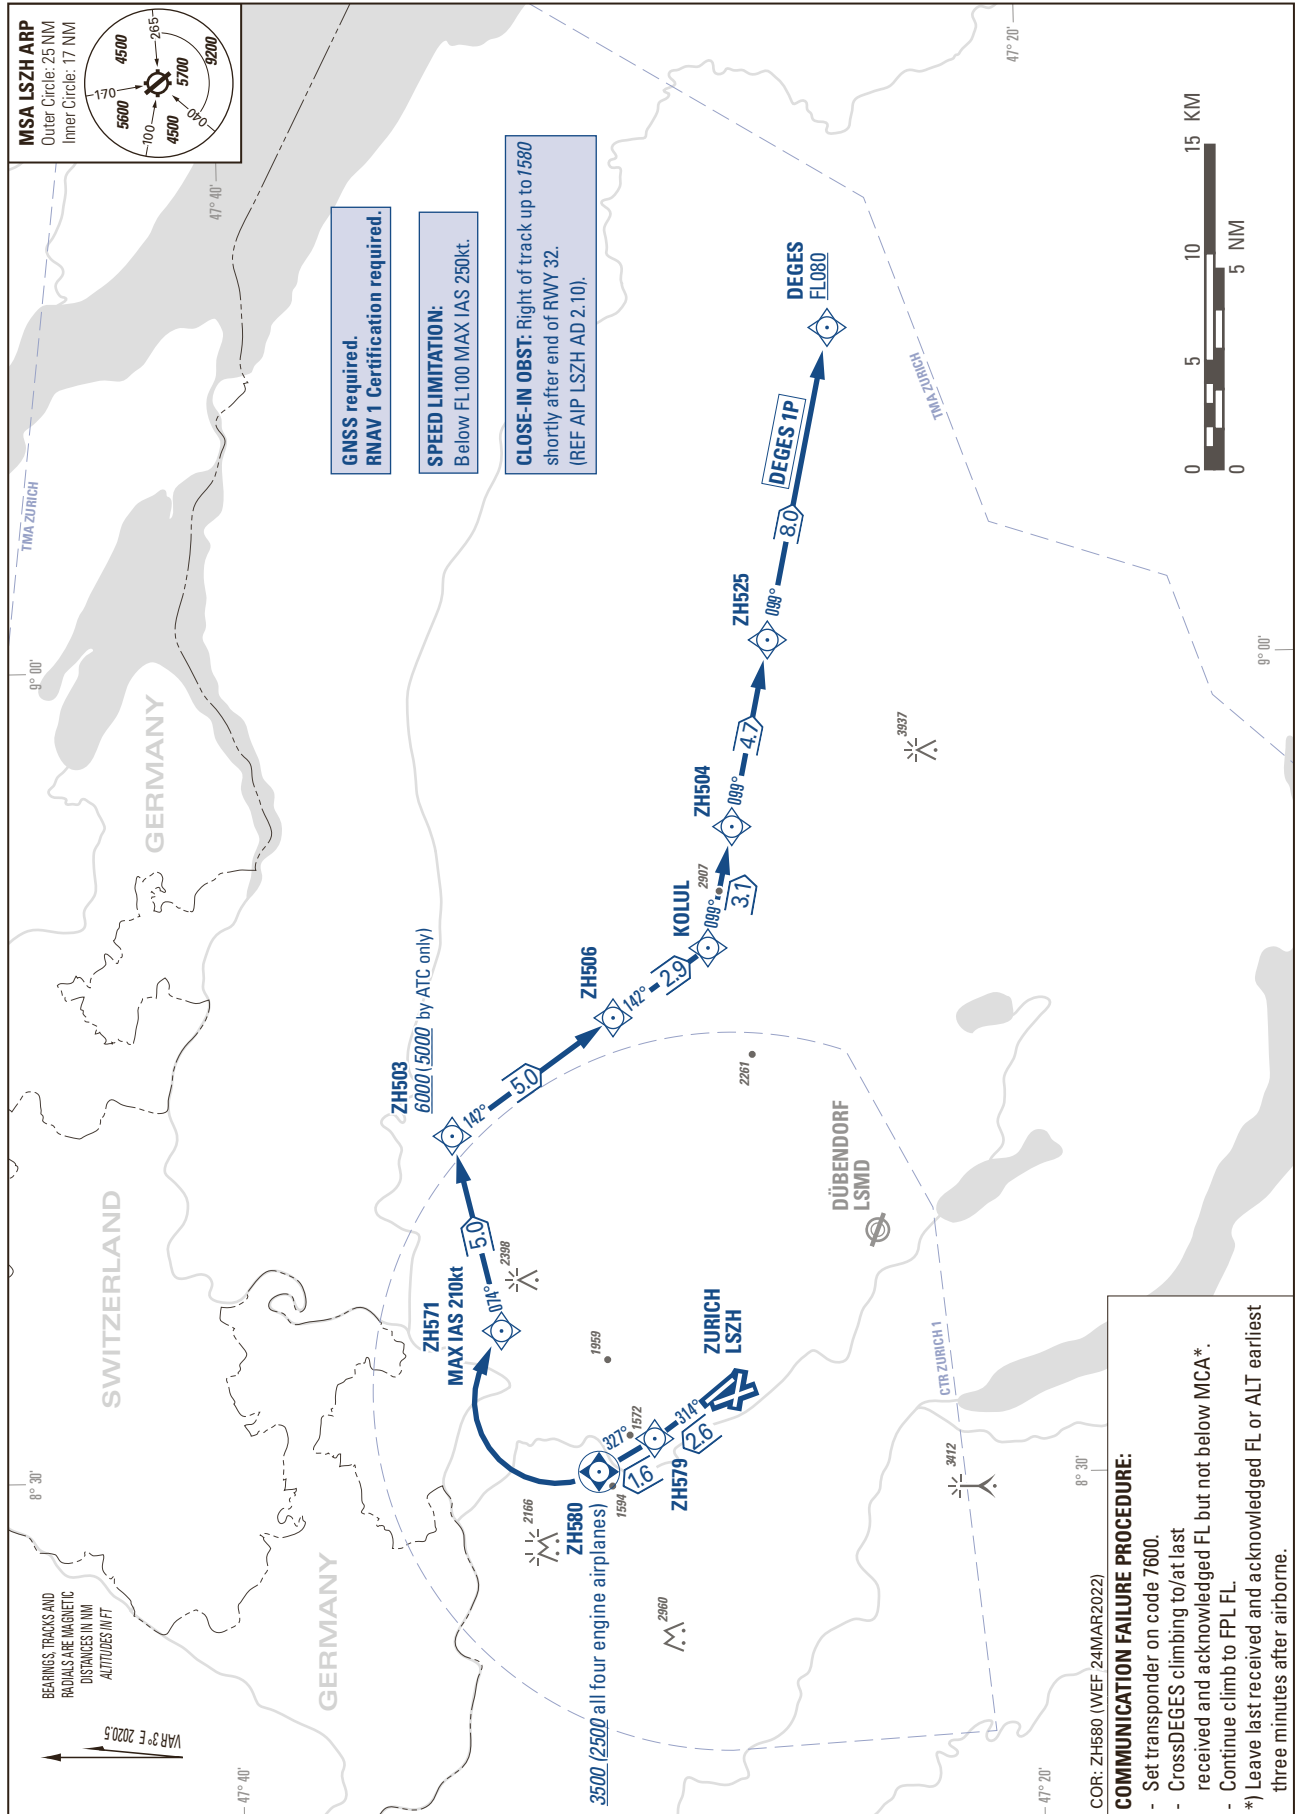 MSA LSZH ARP
Outer Circle: 25 NM
Inner Circle: 17 NM
170
265
100
040
5600
4500
4500
5700
9200
BEARINGS, TRACKS AND
RADIALS ARE MAGNETIC
DISTANCES IN NM
ALTITUDES IN FT
VAR 3° E 2020.5
47° 40'
47° 40'
8° 30'
9° 00'
TMA ZURICH
GERMANY
SWITZERLAND
GERMANY
GNSS required.
RNAV 1 Certification required.
SPEED LIMITATION:
Below FL100 MAX IAS 250kt.
CLOSE-IN OBST: Right of track up to 1580
shortly after end of RWY 32.
(REF AIP LSZH AD 2.10).
ZH503
6000 (5000 by ATC only)
142°
5.0
ZH506
142°
2.9
KOLUL
099°
2907
3.1
ZH504
099°
4.7
ZH525
099°
8.0
DEGES 1P
DEGES
FL080
ZH571
MAX IAS 210kt
074°
5.0
2398
1959
2166
ZH580
3500 (2500 all four engine airplanes)
1594
327°
1572
1.6
ZH579
314°
2.6
ZURICH
LSZH
2960
2261
DÜBENDORF
LSMD
3937
3412
CTR ZURICH 1
TMA ZURICH
8° 30'
9° 00'
47° 20'
47° 20'
0
5
10
15 KM
0
5 NM
COR: ZH580 (WEF 24MAR2022)
COMMUNICATION FAILURE PROCEDURE:
- Set transponder on code 7600.
- CrossDEGES climbing to/at last
received and acknowledged FL but not below MCA*.
- Continue climb to FPL FL.
*) Leave last received and acknowledged FL or ALT earliest
three minutes after airborne.